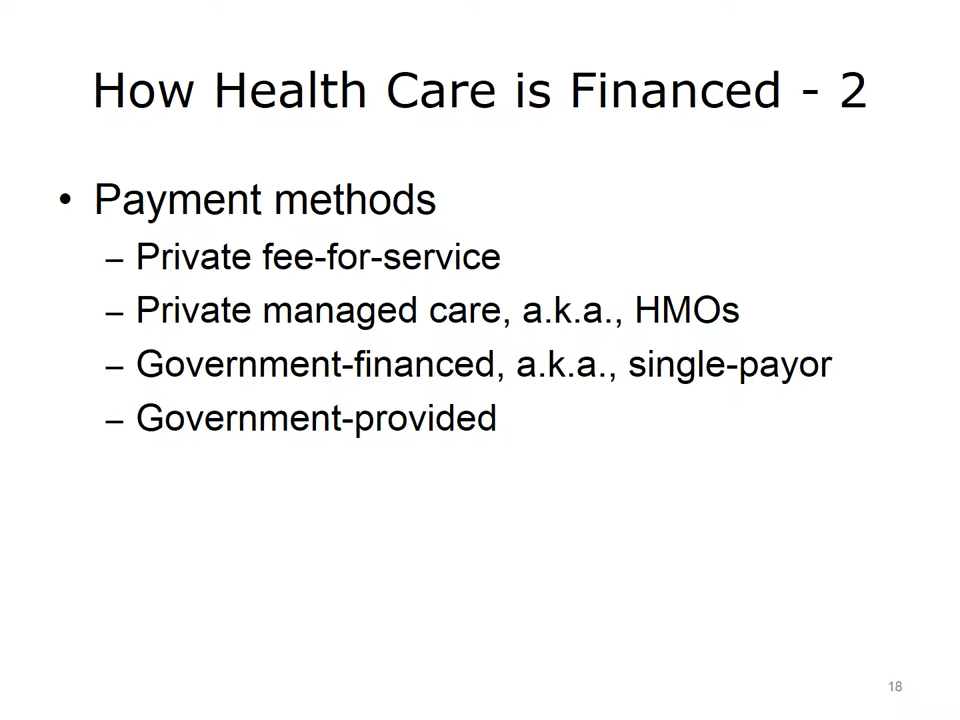 How Health Care is Financed - 2
• Payment methods
– Private fee-for-service
– Private managed care, a.k.a., HMOs
– Government-financed, a.k.a., single-payor
– Government-provided
18